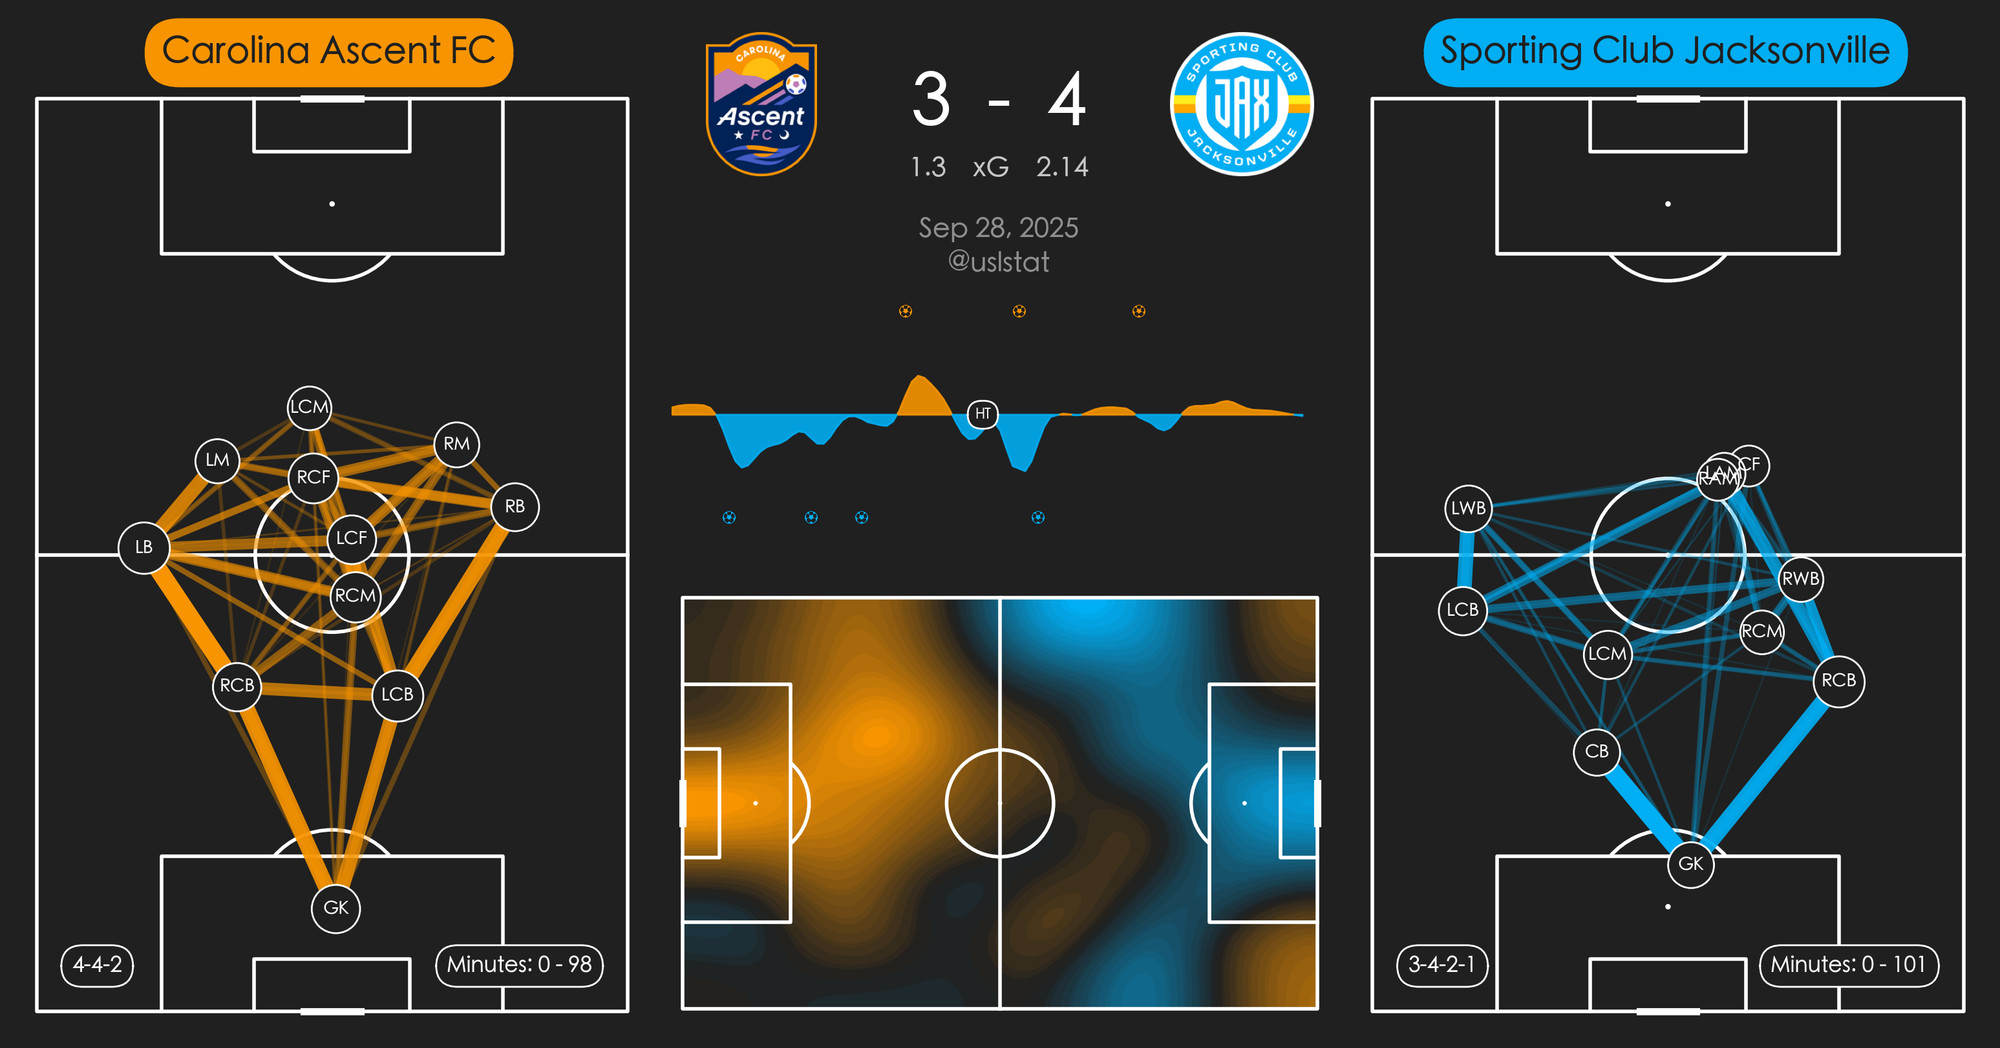 Carolina Ascent FC
CAROLINA
Ascent
FC
3 - 4
1.3 xG 2.14
Sep 28, 2025
@uslstat
SPORTING CLUB
JAX
JACKSONVILLE
Sporting Club Jacksonville
LCM
RM
LM
RCF
RB
LCF
LB
RCM
RCB
LCB
GK
4-4-2
Minutes: 0 - 98
HT
CF
LAM
RAM
LWB
RWB
LCB
RCM
LCM
RCB
CB
GK
3-4-2-1
Minutes: 0 - 101